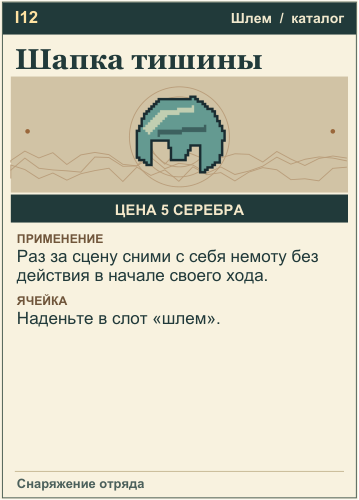 I12
Шлем / каталог
Шапка тишины
ЦЕНА 5 СЕРЕБРА
ПРИМЕНЕНИЕ
Раз за сцену сними с себя немоту без
действия в начале своего хода.
ЯЧЕЙКА
Наденьте в слот «шлем».
Снаряжение отряда